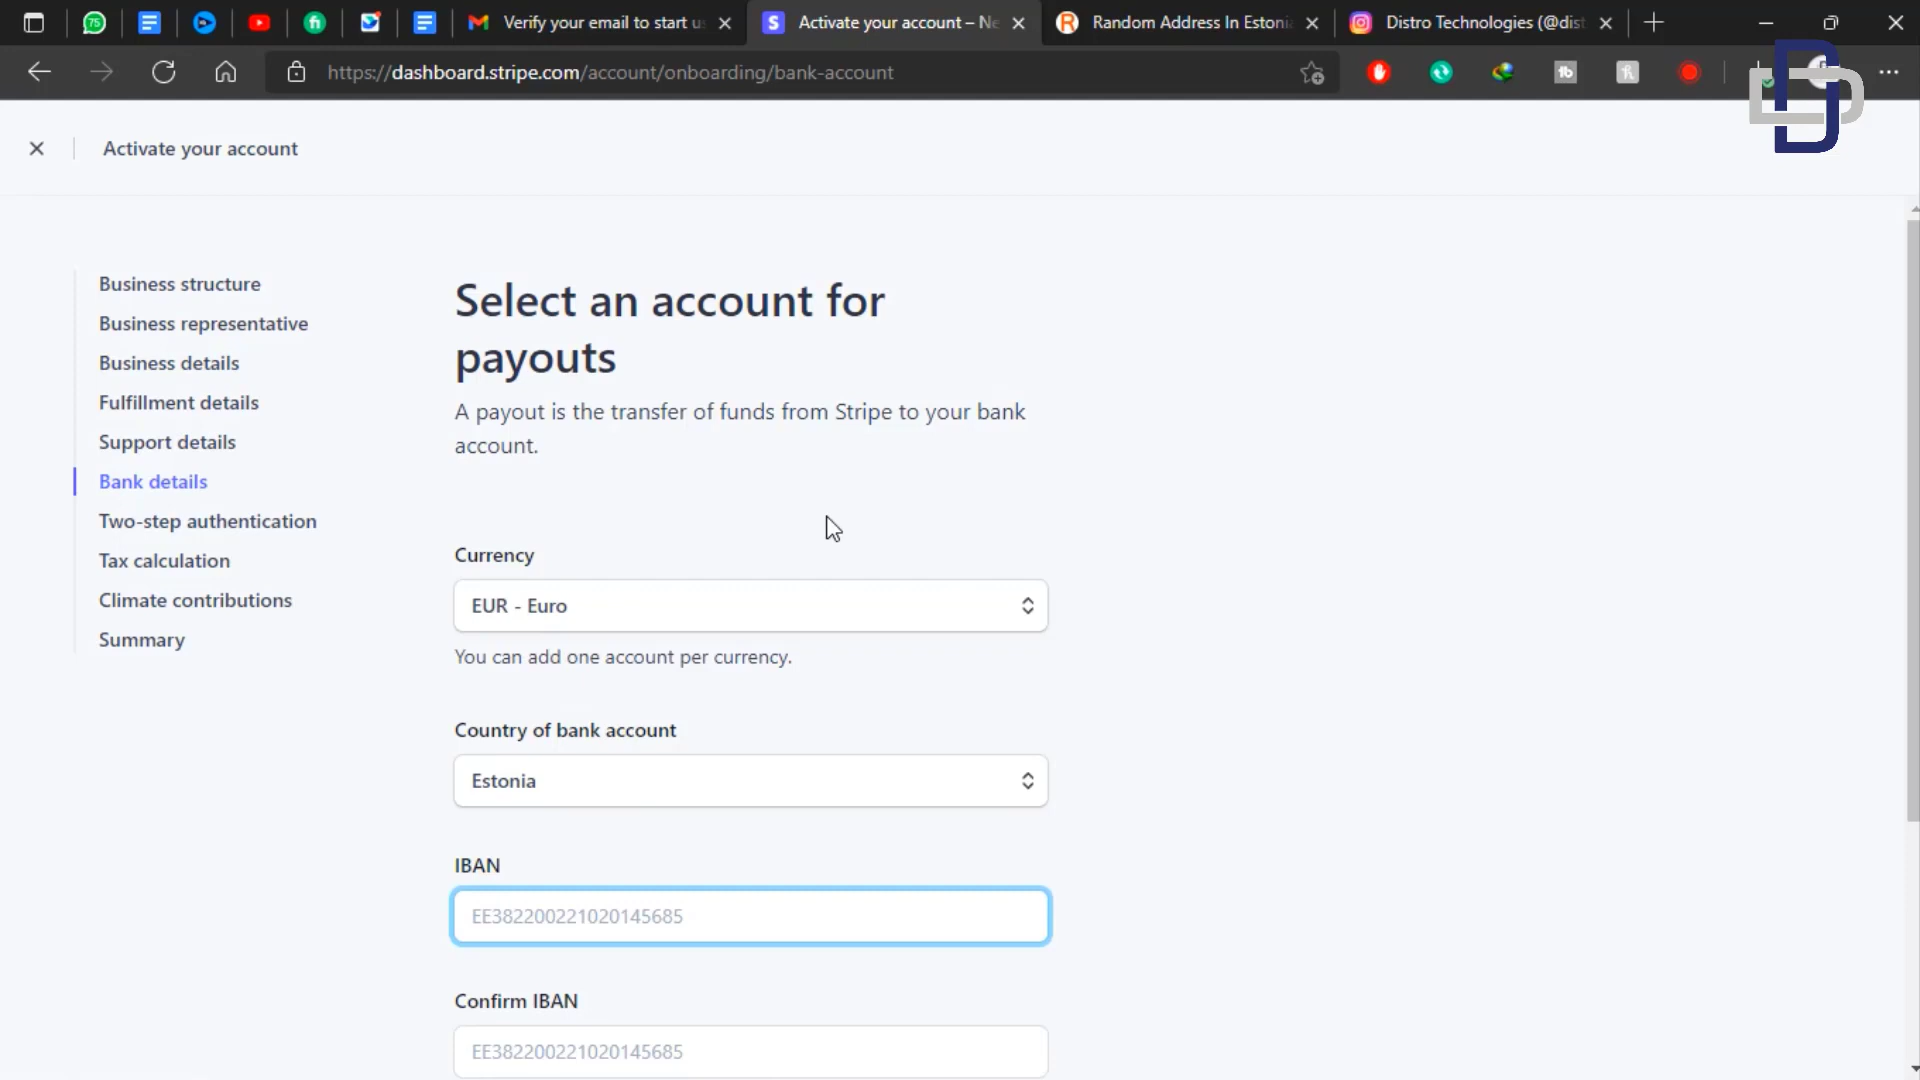 75
Verify your email to start u
Activate your account – Ne
Random Address In Estoni
Distro Technologies (@dist
https://dashboard.stripe.com/account/onboarding/bank-account
Activate your account
Business structure
Business representative
Business details
Fulfillment details
Support details
Bank details
Two-step authentication
Tax calculation
Climate contributions
Summary
Select an account for
payouts
A payout is the transfer of funds from Stripe to your bank
account.
Currency
EUR - Euro
You can add one account per currency.
Country of bank account
Estonia
IBAN
EE382200221020145685
Confirm IBAN
EE382200221020145685